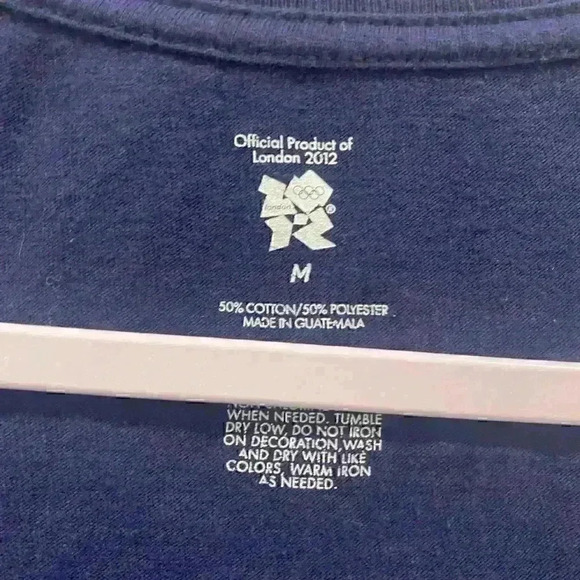 Official Product of
London 2012
london
®
M
50% COTTON/50% POLYESTER
MADE IN GUATEMALA
WHEN NEEDED. TUMBLE
DRY LOW, DO NOT IRON
ON DECORATION, WASH
AND DRY WITH LIKE
COLORS, WARM IRON
AS NEEDED.